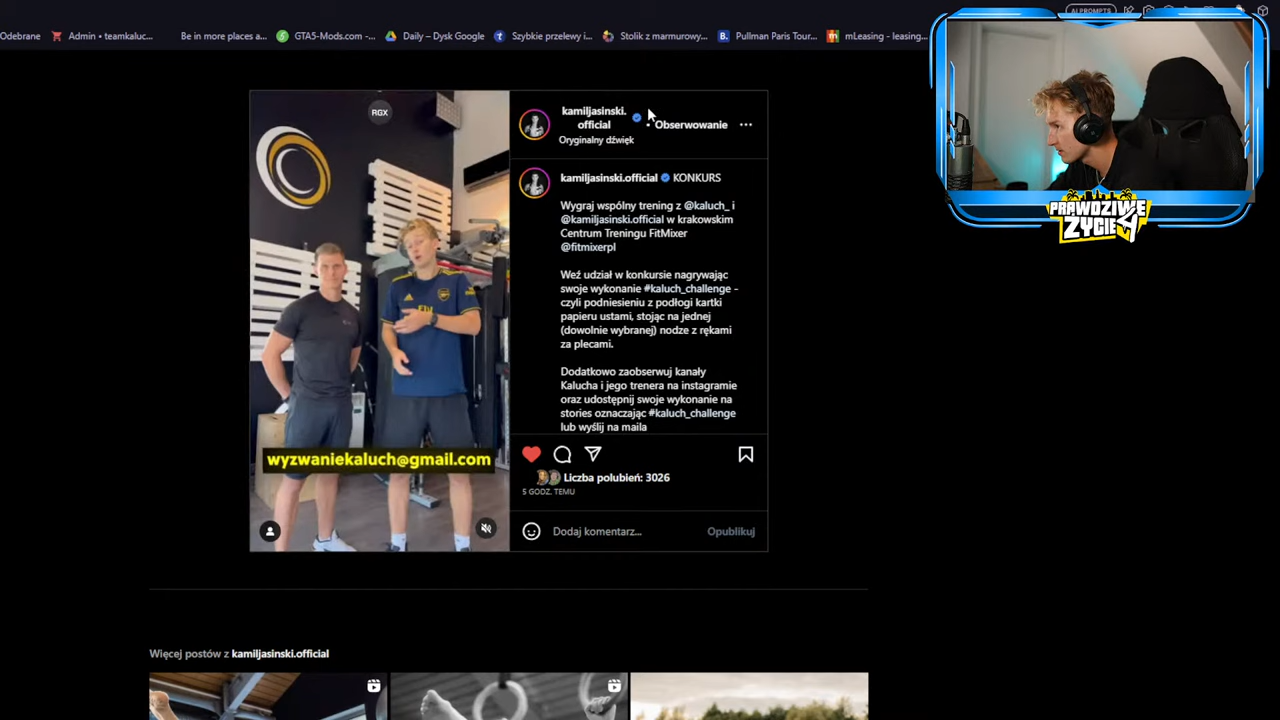 AI PROMPTS
Odebrane
Admin • teamkaluc...
Be in more places a...
GTA5-Mods.com -...
Daily – Dysk Google
Szybkie przelewy i...
Stolik z marmurowy...
Pullman Paris Tour...
mLeasing - leasing...
RGX
kamiljasinski.
official
• Obserwowanie
Oryginalny dźwięk
kamiljasinski.official KONKURS
Wygraj wspólny trening z @kaluch_ i
@kamiljasinski.official w krakowskim
Centrum Treningu FitMixer
@fitmixerpl
Weź udział w konkursie nagrywając
swoje wykonanie #kaluch_challenge -
czyli podniesieniu z podłogi kartki
papieru ustami, stojąc na jednej
(dowolnie wybranej) nodze z rękami
za plecami.
Dodatkowo zaobserwuj kanały
Kalucha i jego trenera na instagramie
oraz udostępnij swoje wykonanie na
stories oznaczając #kaluch_challenge
lub wyślij na maila
wyzwaniekaluch@gmail.com
Liczba polubień: 3026
5 GODZ. TEMU
Dodaj komentarz...
Opublikuj
Więcej postów z kamiljasinski.official
PRAWDZIWE
ŻYCIE 4